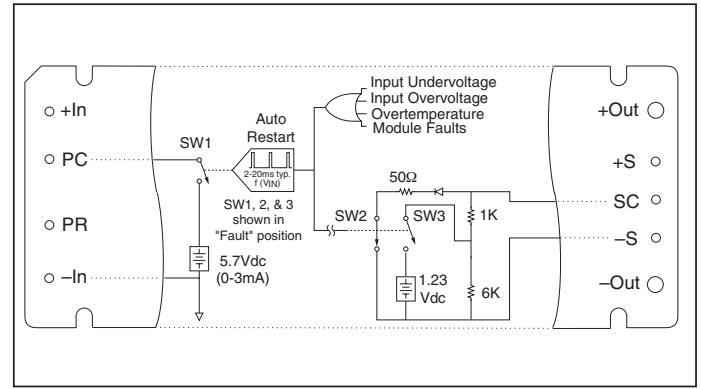 +In
PC
PR
–In
SW1
Auto
Restart
2-20ms typ.
f (VIN)
SW1, 2, & 3
shown in
"Fault" position
5.7Vdc
(0-3mA)
Input Undervoltage
Input Overvoltage
Overtemperature
Module Faults
50Ω
SW2
SW3
1K
1.23
Vdc
6K
+Out
+S
SC
–S
–Out